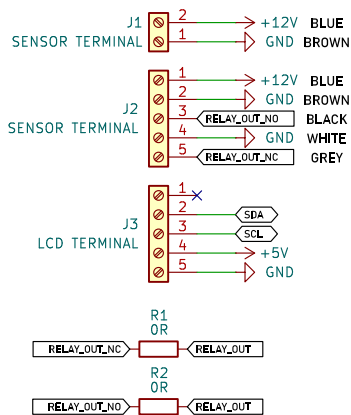 J1
SENSOR TERMINAL
2 +12V BLUE
1 GND BROWN
J2
SENSOR TERMINAL
1 +12V BLUE
2 GND BROWN
3 RELAY_OUT_NO BLACK
4 GND WHITE
5 RELAY_OUT_NC GREY
J3
LCD TERMINAL
1
2 SDA
3 SCL
4 +5V
5 GND
R1
0R
RELAY_OUT_NC RELAY_OUT
R2
0R
RELAY_OUT_NO RELAY_OUT